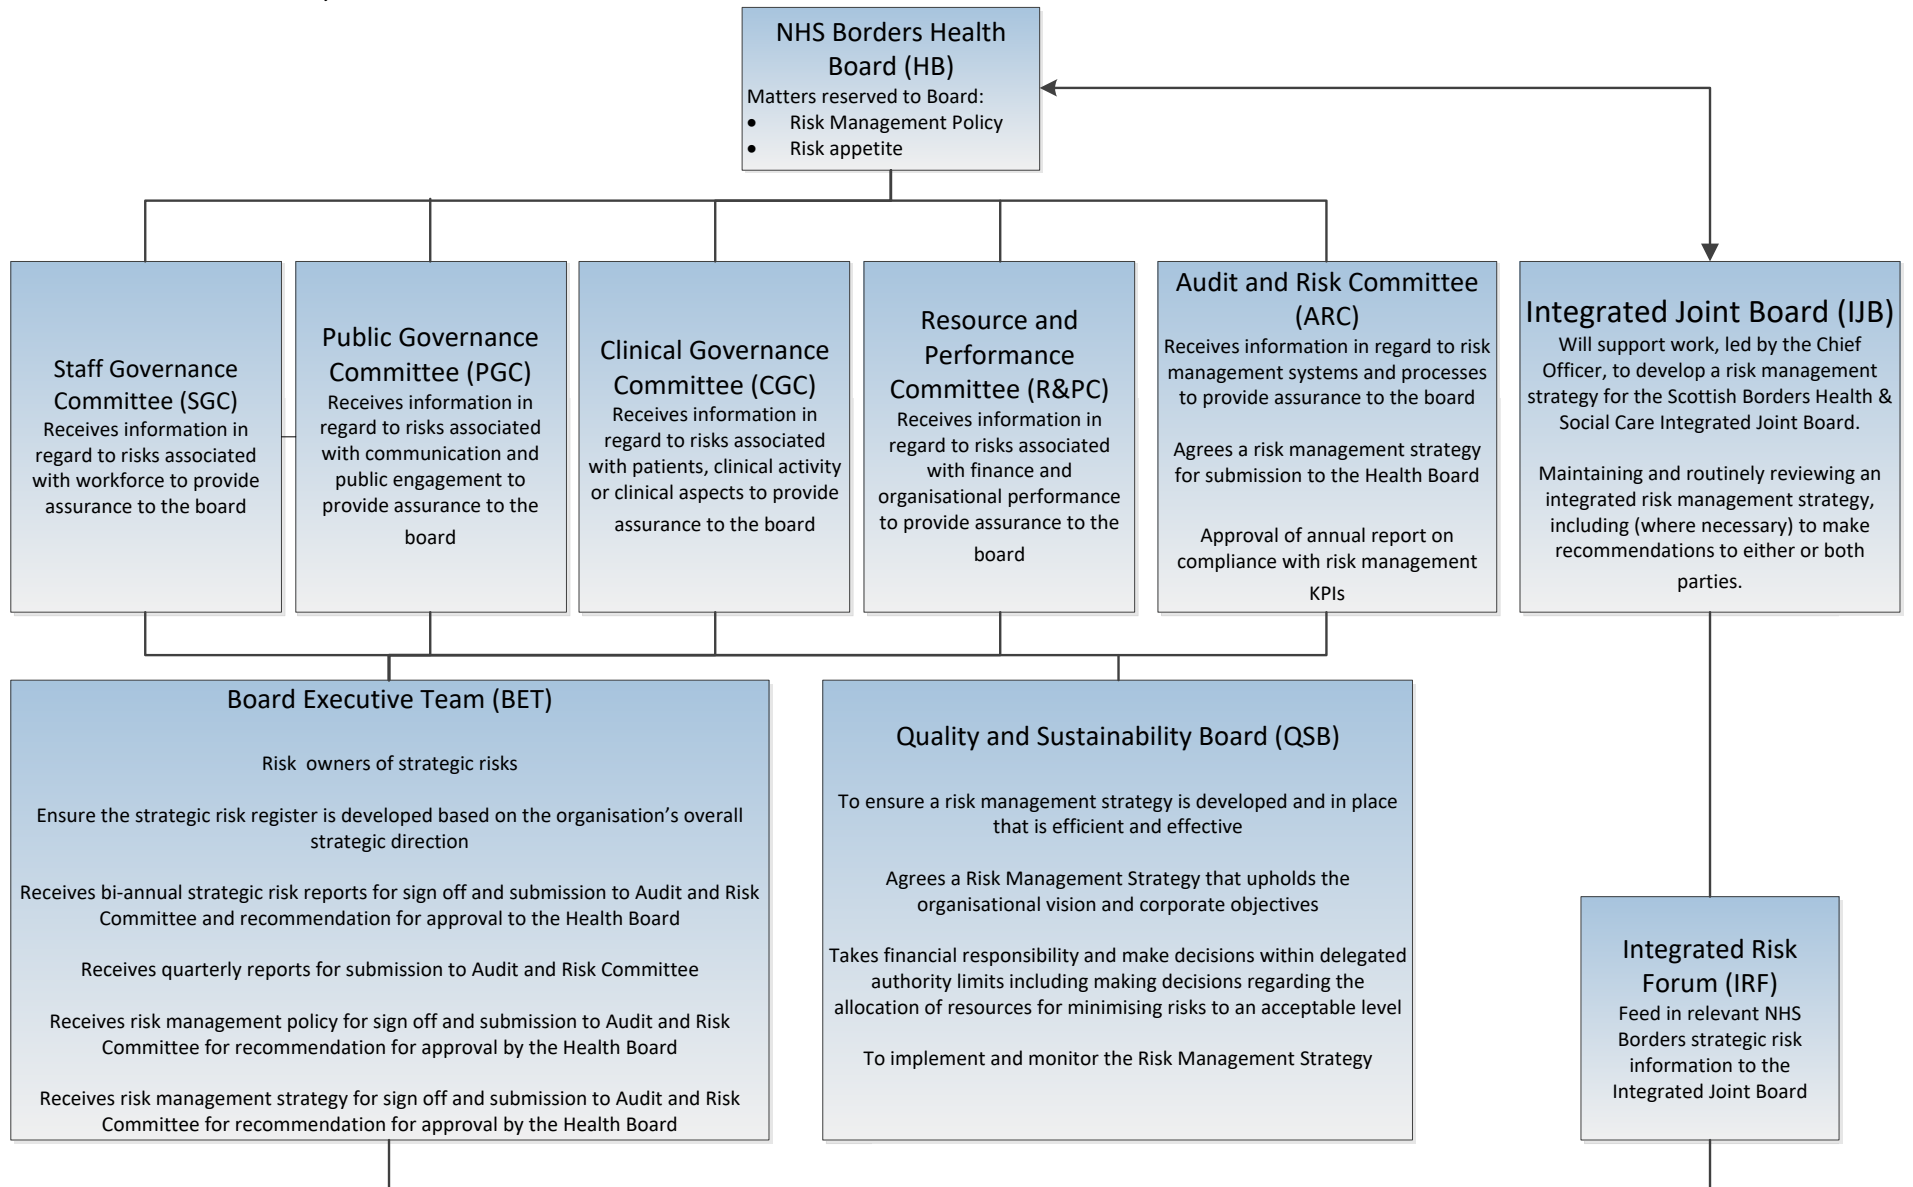 NHS Borders Health
Board (HB)
Matters reserved to Board:
• Risk Management Policy
• Risk appetite
Staff Governance
Committee (SGC)
Receives information in
regard to risks associated
with workforce to provide
assurance to the board
Public Governance
Committee (PGC)
Receives information in
regard to risks associated
with communication and
public engagement to
provide assurance to the
board
Clinical Governance
Committee (CGC)
Receives information in
regard to risks associated
with patients, clinical activity
or clinical aspects to provide
assurance to the board
Resource and
Performance
Committee (R&PC)
Receives information in
regard to risks associated
with finance and
organisational performance
to provide assurance to the
board
Audit and Risk Committee
(ARC)
Receives information in regard to risk
management systems and processes
to provide assurance to the board
Agrees a risk management strategy
for submission to the Health Board
Approval of annual report on
compliance with risk management
KPIs
Integrated Joint Board (IJB)
Will support work, led by the Chief
Officer, to develop a risk management
strategy for the Scottish Borders Health &
Social Care Integrated Joint Board.
Maintaining and routinely reviewing an
integrated risk management strategy,
including (where necessary) to make
recommendations to either or both
parties.
Board Executive Team (BET)
Risk owners of strategic risks
Ensure the strategic risk register is developed based on the organisation's overall
strategic direction
Receives bi-annual strategic risk reports for sign off and submission to Audit and Risk
Committee and recommendation for approval to the Health Board
Receives quarterly reports for submission to Audit and Risk Committee
Receives risk management policy for sign off and submission to Audit and Risk
Committee for recommendation for approval by the Health Board
Receives risk management strategy for sign off and submission to Audit and Risk
Committee for recommendation for approval by the Health Board
Quality and Sustainability Board (QSB)
To ensure a risk management strategy is developed and in place
that is efficient and effective
Agrees a Risk Management Strategy that upholds the
organisational vision and corporate objectives
Takes financial responsibility and make decisions within delegated
authority limits including making decisions regarding the
allocation of resources for minimising risks to an acceptable level
To implement and monitor the Risk Management Strategy
Integrated Risk
Forum (IRF)
Feed in relevant NHS
Borders strategic risk
information to the
Integrated Joint Board